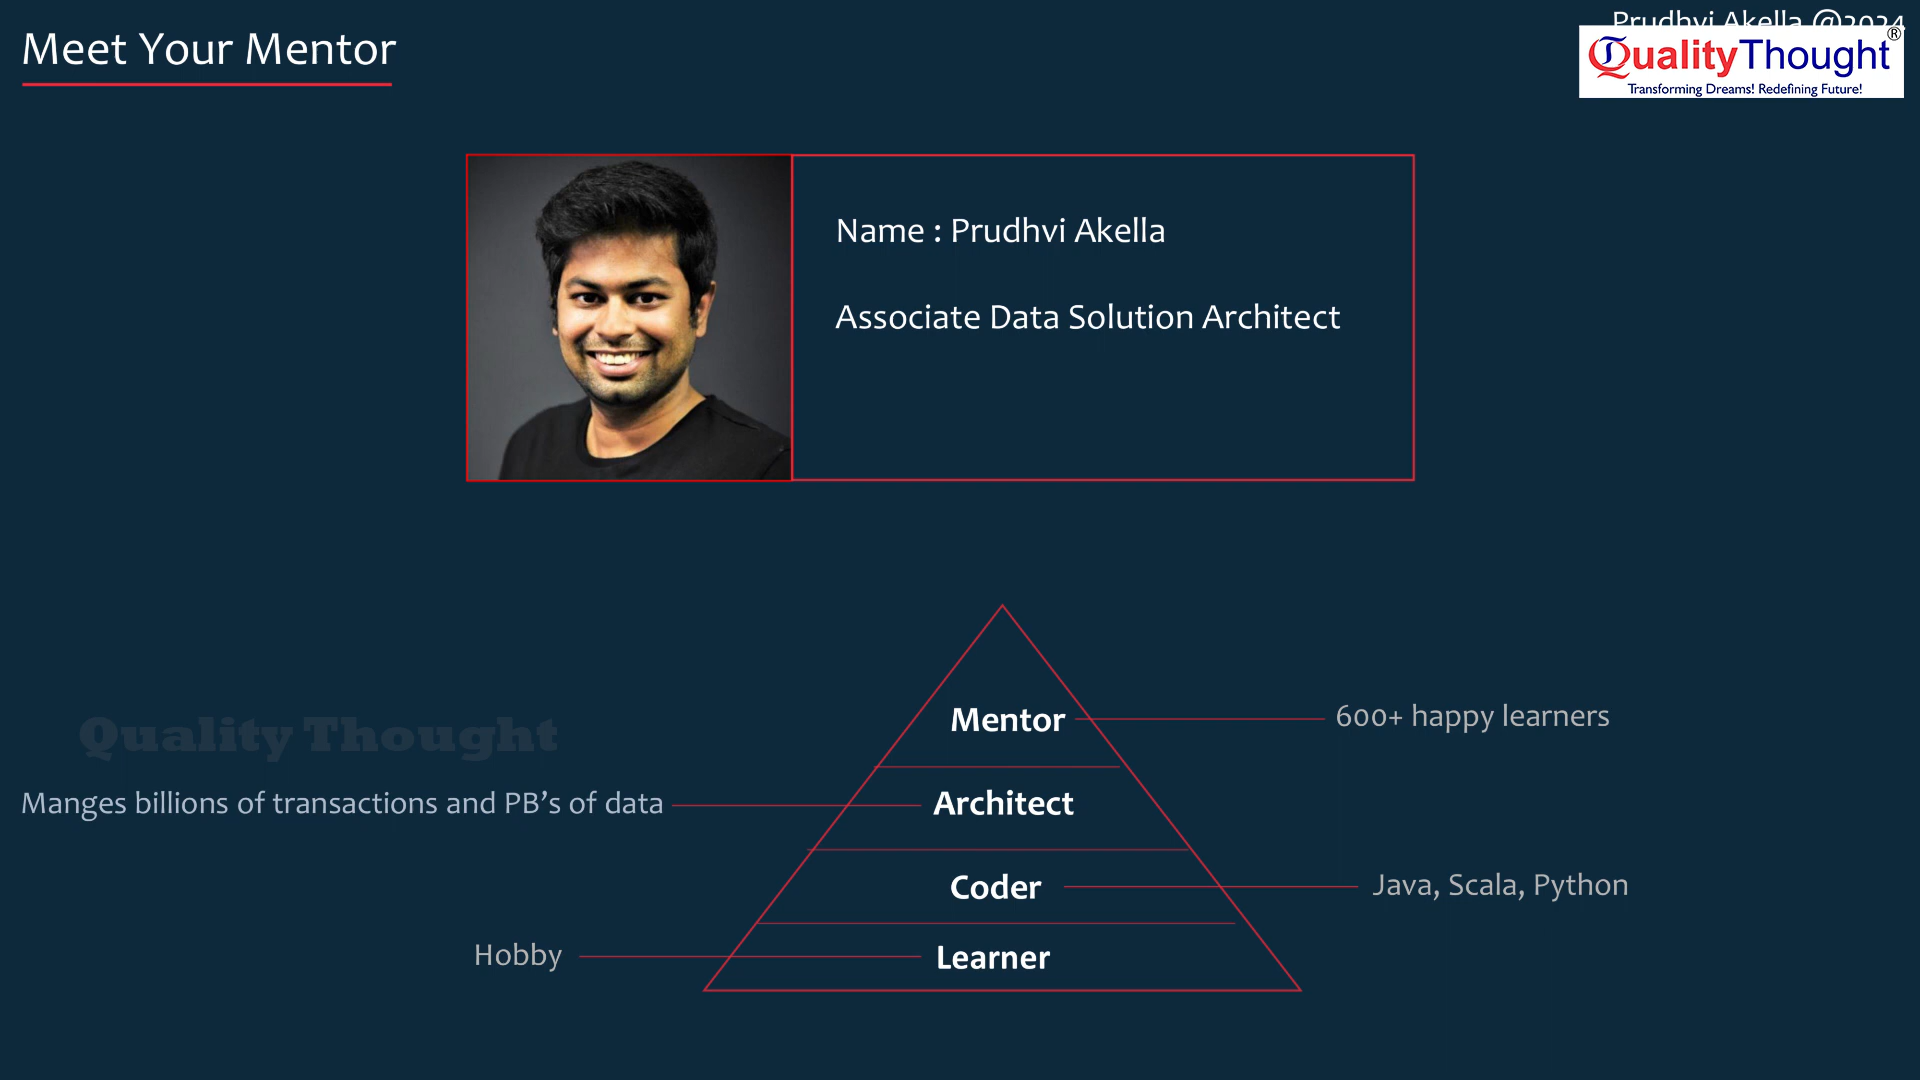 Meet Your Mentor
Prudhvi Akella @2024
QualityThought®
Transforming Dreams! Redefining Future!
Name : Prudhvi Akella
Associate Data Solution Architect
Quality Thought
Mentor
600+ happy learners
Manges billions of transactions and PB’s of data
Architect
Coder
Java, Scala, Python
Hobby
Learner